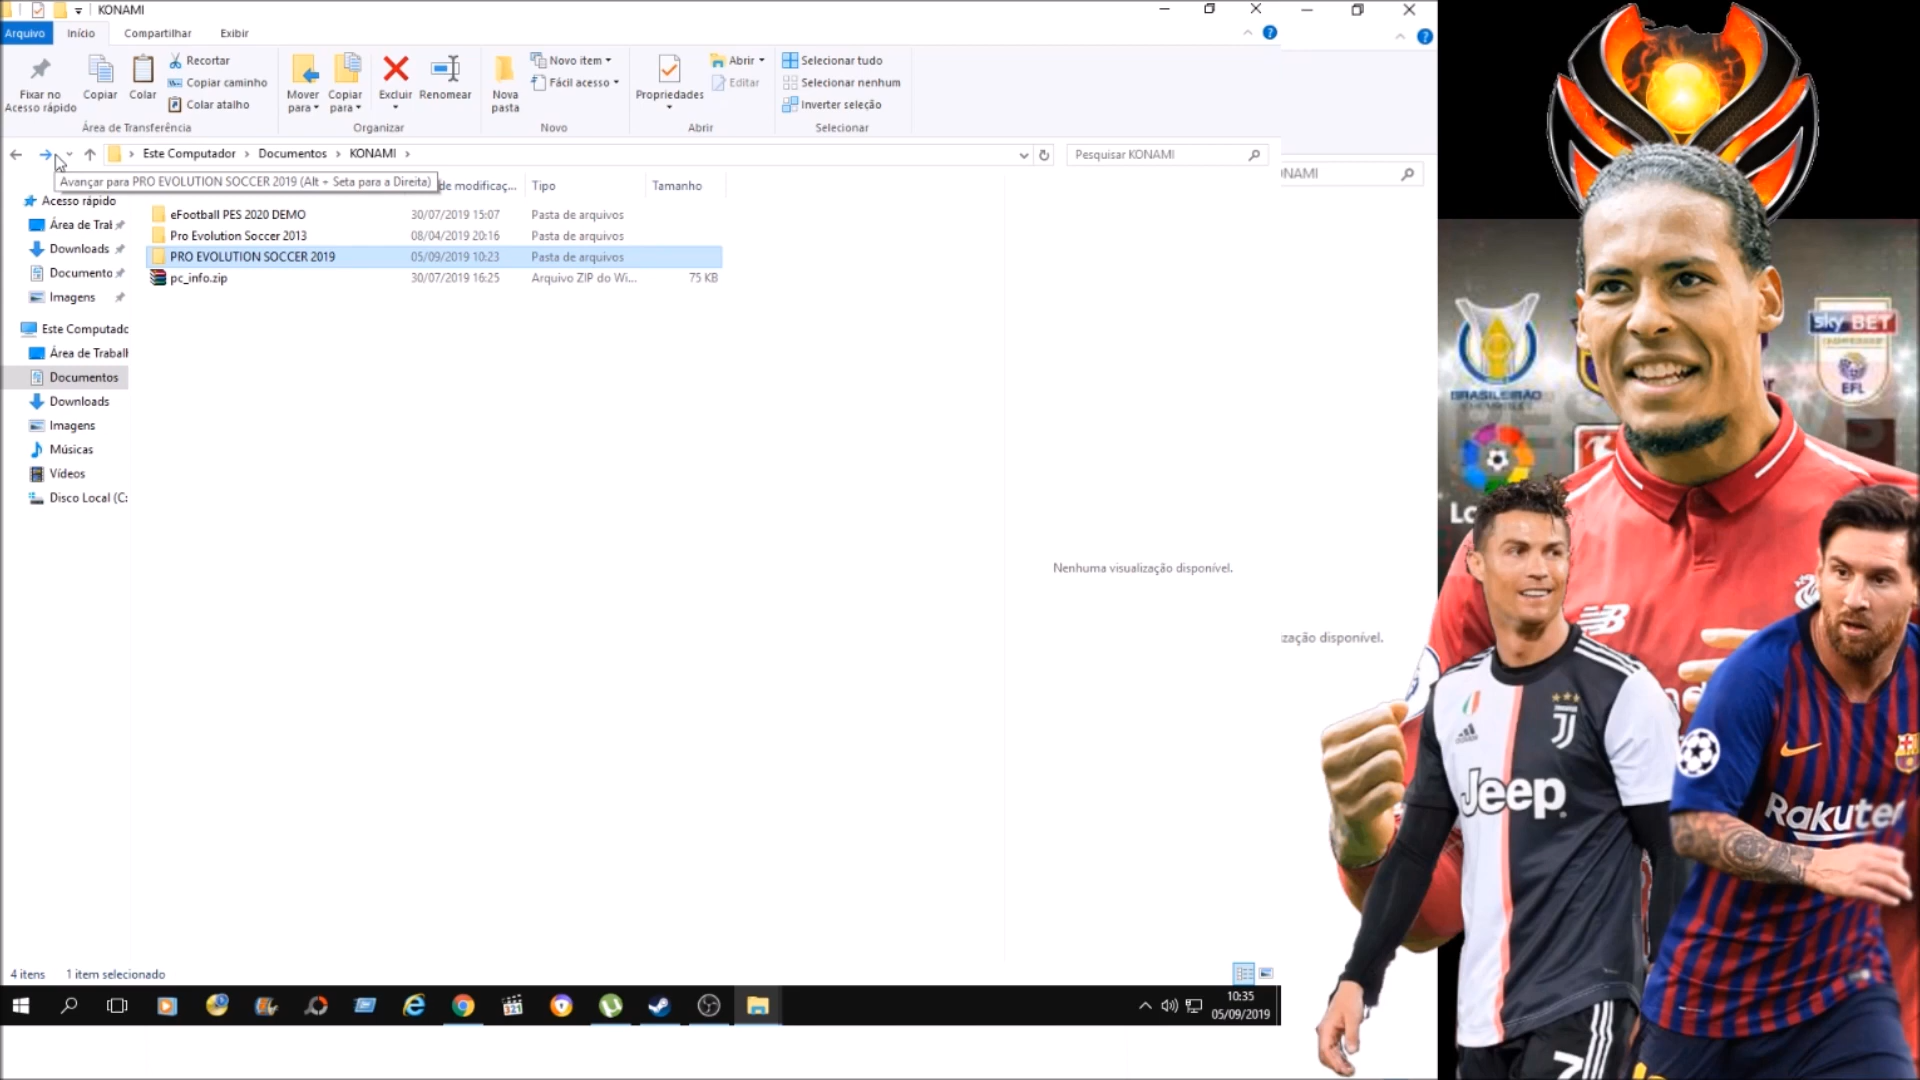 KONAMI
Arquivo Início Compartilhar Exibir
Fixar no
Acesso rápido
Copiar
Colar
Recortar
Copiar caminho
Colar atalho
Área de Transferência
Mover
para
Copiar
para
Excluir
Renomear
Organizar
Nova
pasta
Novo item
Fácil acesso
Novo
Propriedades
Abrir
Editar
Abrir
Selecionar tudo
Selecionar nenhum
Inverter seleção
Selecionar
Este Computador > Documentos > KONAMI >
Pesquisar KONAMI
NAMI
Avançar para PRO EVOLUTION SOCCER 2019 (Alt + Seta para a Direita)
de modificaç... Tipo Tamanho
eFootball PES 2020 DEMO 30/07/2019 15:07 Pasta de arquivos
Pro Evolution Soccer 2013 08/04/2019 20:16 Pasta de arquivos
PRO EVOLUTION SOCCER 2019 05/09/2019 10:23 Pasta de arquivos
pc_info.zip 30/07/2019 16:25 Arquivo ZIP do Wi... 75 KB
Acesso rápido
Área de Tral
Downloads
Documento
Imagens
Este Computadc
Área de Traball
Documentos
Downloads
Imagens
Músicas
Vídeos
Disco Local (C:
Nenhuma visualização disponível.
zação disponível.
4 itens 1 item selecionado
321
10:35
05/09/2019
sky BET
CHAMPIONSHIP
EFL
BRASILEIRÃO
CHEVROLET
Jeep
Rakuten
7